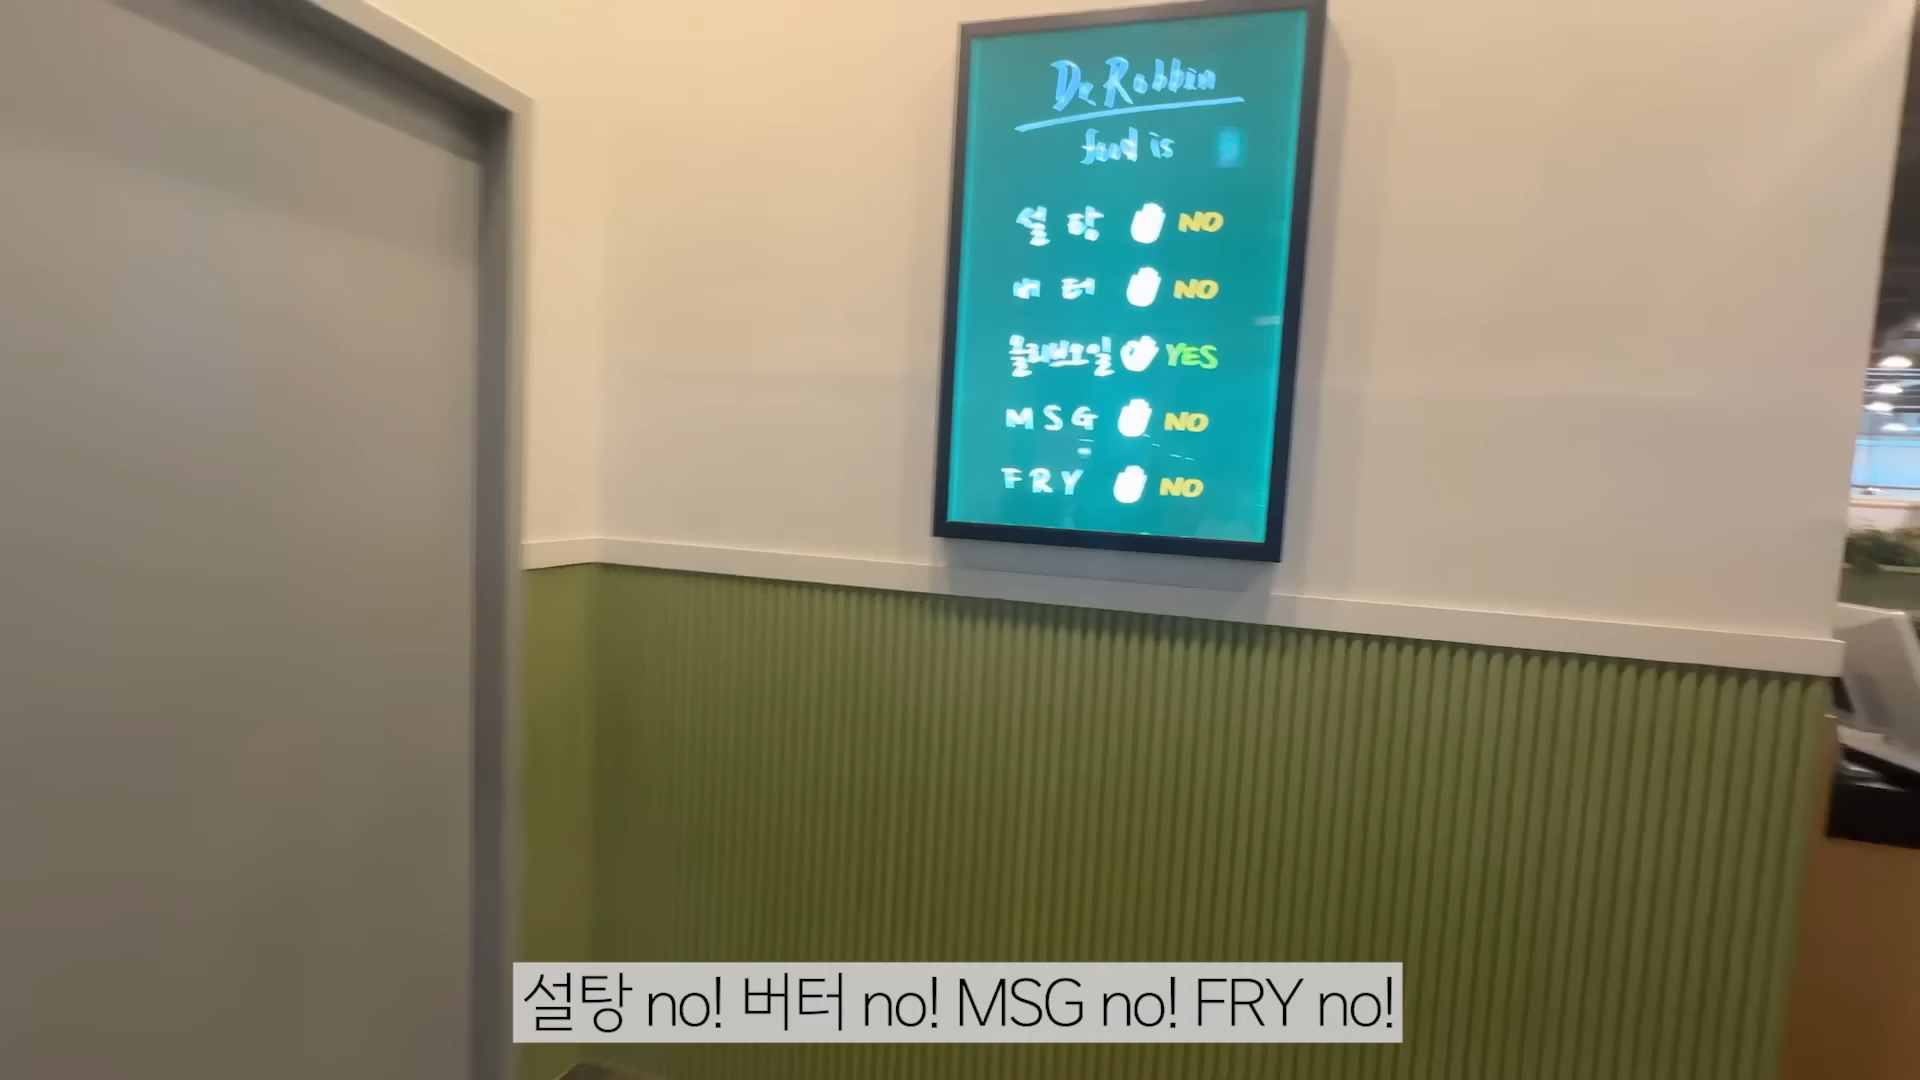 Dr Robbin
food is
설탕 NO
버터 NO
올리브오일 YES
MSG NO
FRY NO
설탕 no! 버터 no! MSG no! FRY no!